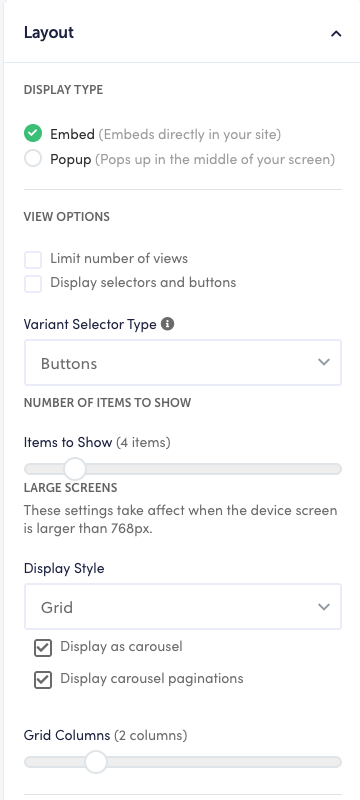 Layout
DISPLAY TYPE
Embed (Embeds directly in your site)
Popup (Pops up in the middle of your screen)
VIEW OPTIONS
Limit number of views
Display selectors and buttons
Variant Selector Type
Buttons
NUMBER OF ITEMS TO SHOW
Items to Show (4 items)
LARGE SCREENS
These settings take affect when the device screen
is larger than 768px.
Display Style
Grid
Display as carousel
Display carousel paginations
Grid Columns (2 columns)